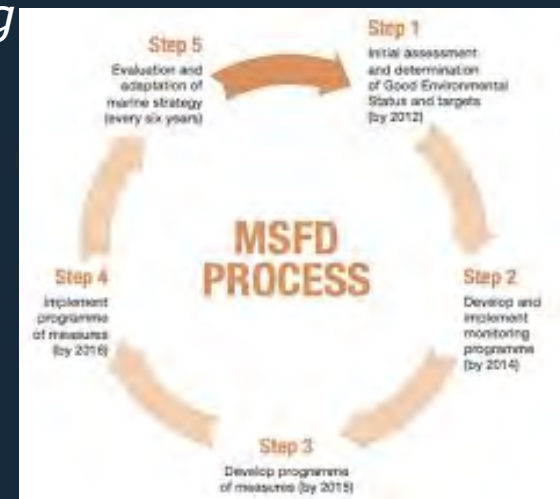 g
MSFD
PROCESS
Step 1
Initial assessment
and determination
of Good Environmental
Status and targets
(by 2012)
Step 2
Develop and
implement
monitoring
programme
(by 2014)
Step 3
Develop programme
of measures (by 2015)
Step 4
Implement
programme
of measures
(by 2016)
Step 5
Evaluation and
adaptation of
marine strategy
(every six years)